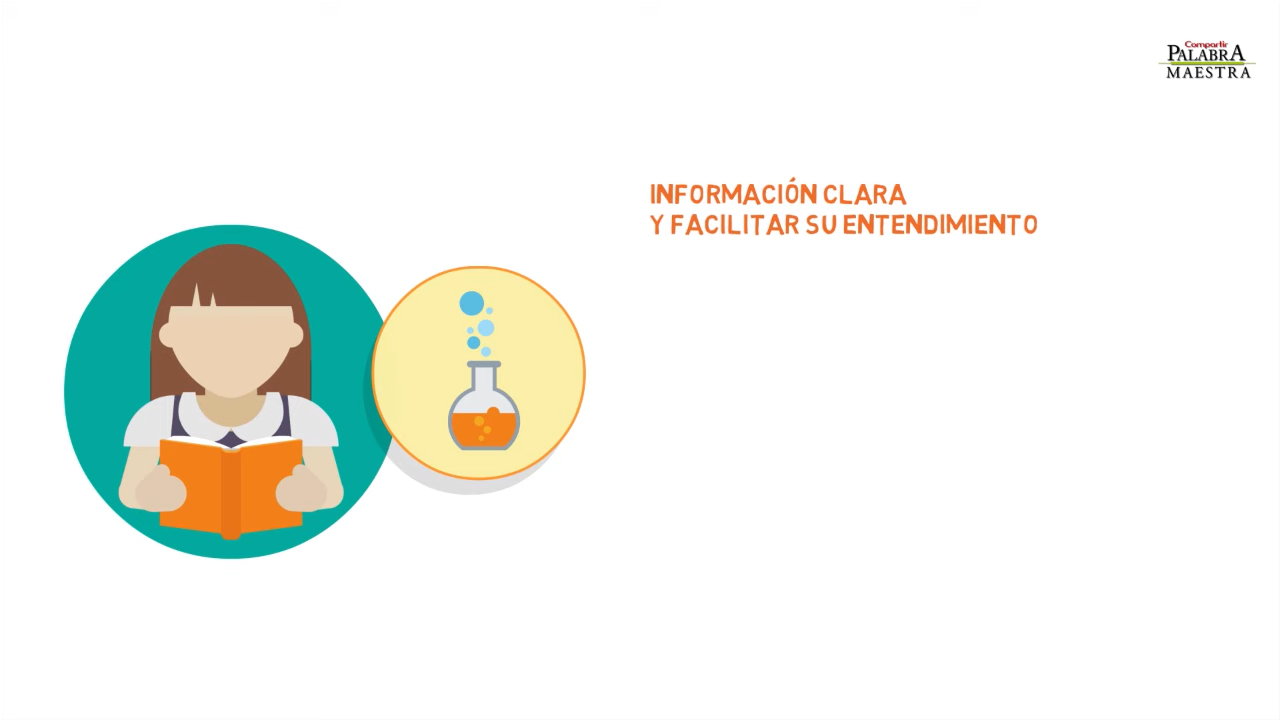 Compartir
PALABRA
MAESTRA
INFORMACIÓN CLARA
Y FACILITAR SU ENTENDIMIENTO